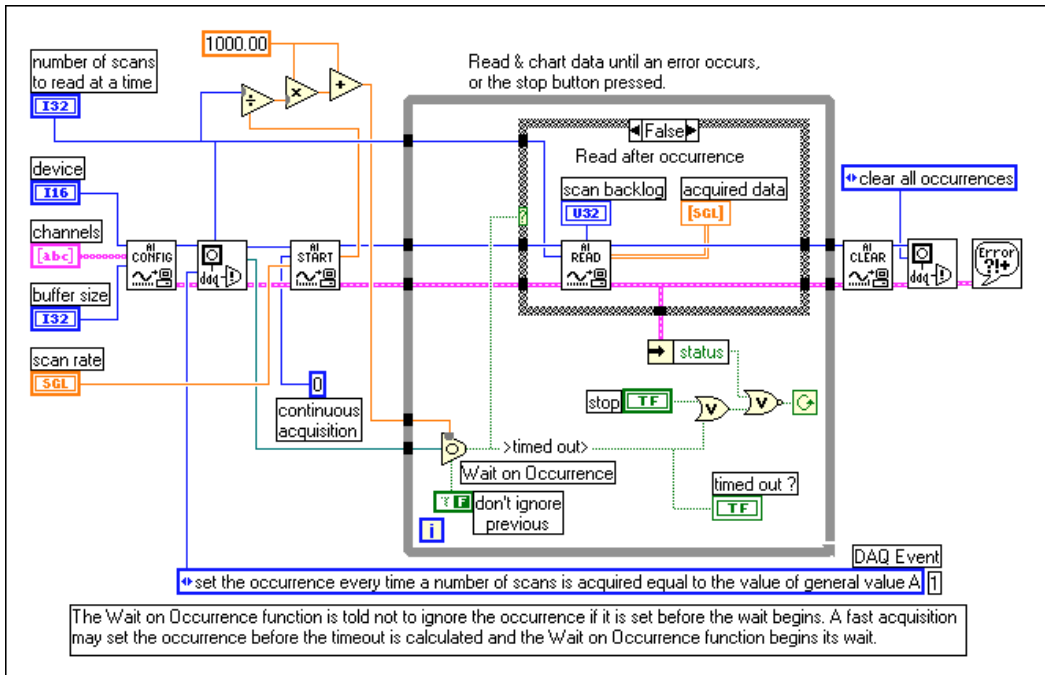 number of scans
to read at a time
I32
1000.00
÷
×
+
Read & chart data until an error occurs,
or the stop button pressed.
False
Read after occurrence
device
I16
scan backlog
U32
acquired data
[SGL]
clear all occurrences
channels
[abc]
AI
CONFIG
ddq
AI
START
?
AI
READ
AI
CLEAR
ddq
Error
?!+
buffer size
I32
scan rate
SGL
0
continuous
acquisition
status
stop
TF
V
V
>timed out>
Wait on Occurrence
F
don't ignore
previous
timed out ?
TF
i
DAQ Event
set the occurrence every time a number of scans is acquired equal to the value of general value A
1
The Wait on Occurrence function is told not to ignore the occurrence if it is set before the wait begins. A fast acquisition
may set the occurrence before the timeout is calculated and the Wait on Occurrence function begins its wait.